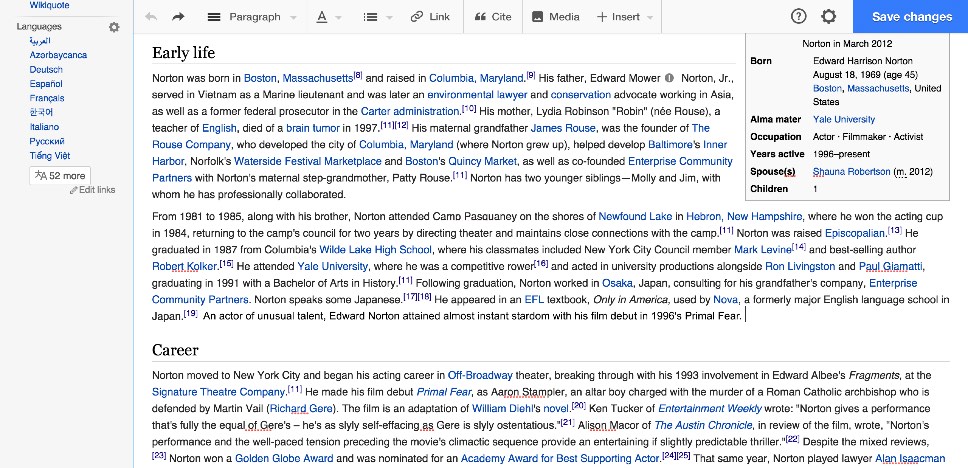 Wikiquote
Languages
العربية
Azərbaycanca
Deutsch
Español
Français
한국어
Italiano
Русский
Tiếng Việt
52 more
Edit links
Paragraph
A
Link
Cite
Media
Insert
Save changes
Early life
Norton was born in Boston, Massachusetts[8] and raised in Columbia, Maryland.[9] His father, Edward Mower Norton, Jr.,
served in Vietnam as a Marine lieutenant and was later an environmental lawyer and conservation advocate working in Asia,
as well as a former federal prosecutor in the Carter administration.[10] His mother, Lydia Robinson "Robin" (née Rouse), a
teacher of English, died of a brain tumor in 1997.[11][12] His maternal grandfather James Rouse, was the founder of The
Rouse Company, who developed the city of Columbia, Maryland (where Norton grew up), helped develop Baltimore's Inner
Harbor, Norfolk's Waterside Festival Marketplace and Boston's Quincy Market, as well as co-founded Enterprise Community
Partners with Norton's maternal step-grandmother, Patty Rouse.[11] Norton has two younger siblings—Molly and Jim, with
whom he has professionally collaborated.
Norton in March 2012
Born Edward Harrison Norton
August 18, 1969 (age 45)
Boston, Massachusetts, United
States
Alma mater Yale University
Occupation Actor · Filmmaker · Activist
Years active 1996–present
Spouse(s) Shauna Robertson (m. 2012)
Children 1
From 1981 to 1985, along with his brother, Norton attended Camp Pasquaney on the shores of Newfound Lake in Hebron, New Hampshire, where he won the acting cup
in 1984, returning to the camp's council for two years by directing theater and maintains close connections with the camp.[11] Norton was raised Episcopalian.[13] He
graduated in 1987 from Columbia's Wilde Lake High School, where his classmates included New York City Council member Mark Levine[14] and best-selling author
Robert Kolker.[15] He attended Yale University, where he was a competitive rower[16] and acted in university productions alongside Ron Livingston and Paul Giamatti,
graduating in 1991 with a Bachelor of Arts in History.[11] Following graduation, Norton worked in Osaka, Japan, consulting for his grandfather's company, Enterprise
Community Partners. Norton speaks some Japanese.[17][18] He appeared in an EFL textbook, Only in America, used by Nova, a formerly major English language school in
Japan.[19] An actor of unusual talent, Edward Norton attained almost instant stardom with his film debut in 1996's Primal Fear.
Career
Norton moved to New York City and began his acting career in Off-Broadway theater, breaking through with his 1993 involvement in Edward Albee's Fragments, at the
Signature Theatre Company.[11] He made his film debut Primal Fear, as Aaron Stampler, an altar boy charged with the murder of a Roman Catholic archbishop who is
defended by Martin Vail (Richard Gere). The film is an adaptation of William Diehl's novel.[20] Ken Tucker of Entertainment Weekly wrote: "Norton gives a performance
that's fully the equal of Gere's – he's as slyly self-effacing as Gere is slyly ostentatious."[21] Alison Macor of The Austin Chronicle, in review of the film, wrote, "Norton's
performance and the well-paced tension preceding the movie's climactic sequence provide an entertaining if slightly predictable thriller."[22] Despite the mixed reviews,
[23] Norton won a Golden Globe Award and was nominated for an Academy Award for Best Supporting Actor.[24][25] That same year, Norton played lawyer Alan Isaacman